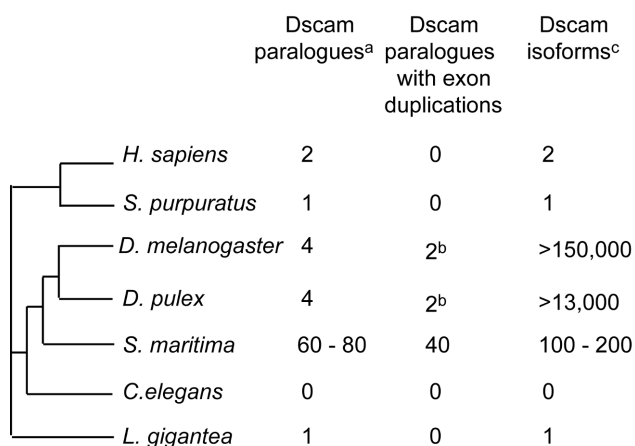 Dscam paraloguesᵃ
Dscam paralogues with exon duplications
Dscam isoformsᶜ
H. sapiens 2 0 2
S. purpuratus 1 0 1
D. melanogaster 4 2ᵇ >150,000
D. pulex 4 2ᵇ >13,000
S. maritima 60 - 80 40 100 - 200
C.elegans 0 0 0
L. gigantea 1 0 1